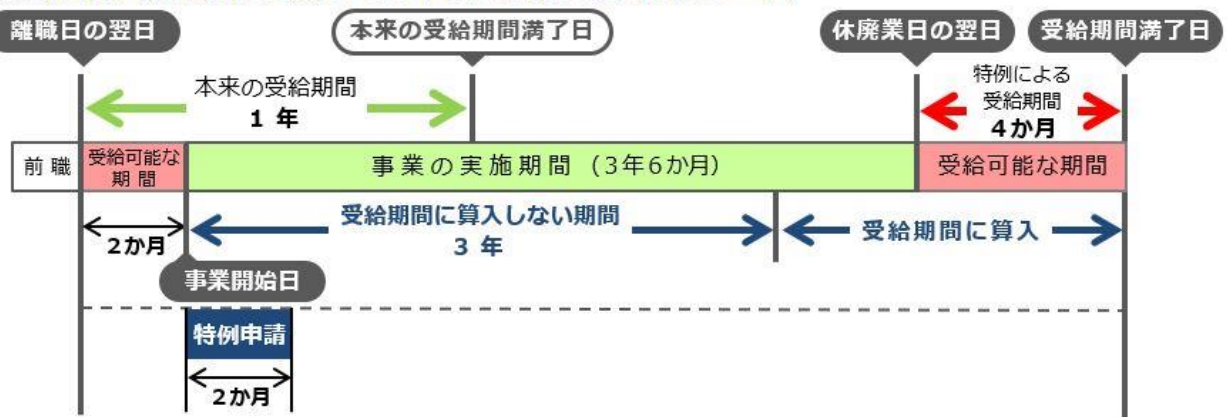 離職日の翌日
本来の受給期間満了日
休廃業日の翌日
受給期間満了日
本来の受給期間
1 年
特例による
受給期間
4か月
前職
受給可能な
期間
事業の実施期間（3年6か月）
受給可能な期間
2か月
受給期間に算入しない期間
3 年
受給期間に算入
事業開始日
特例申請
2か月